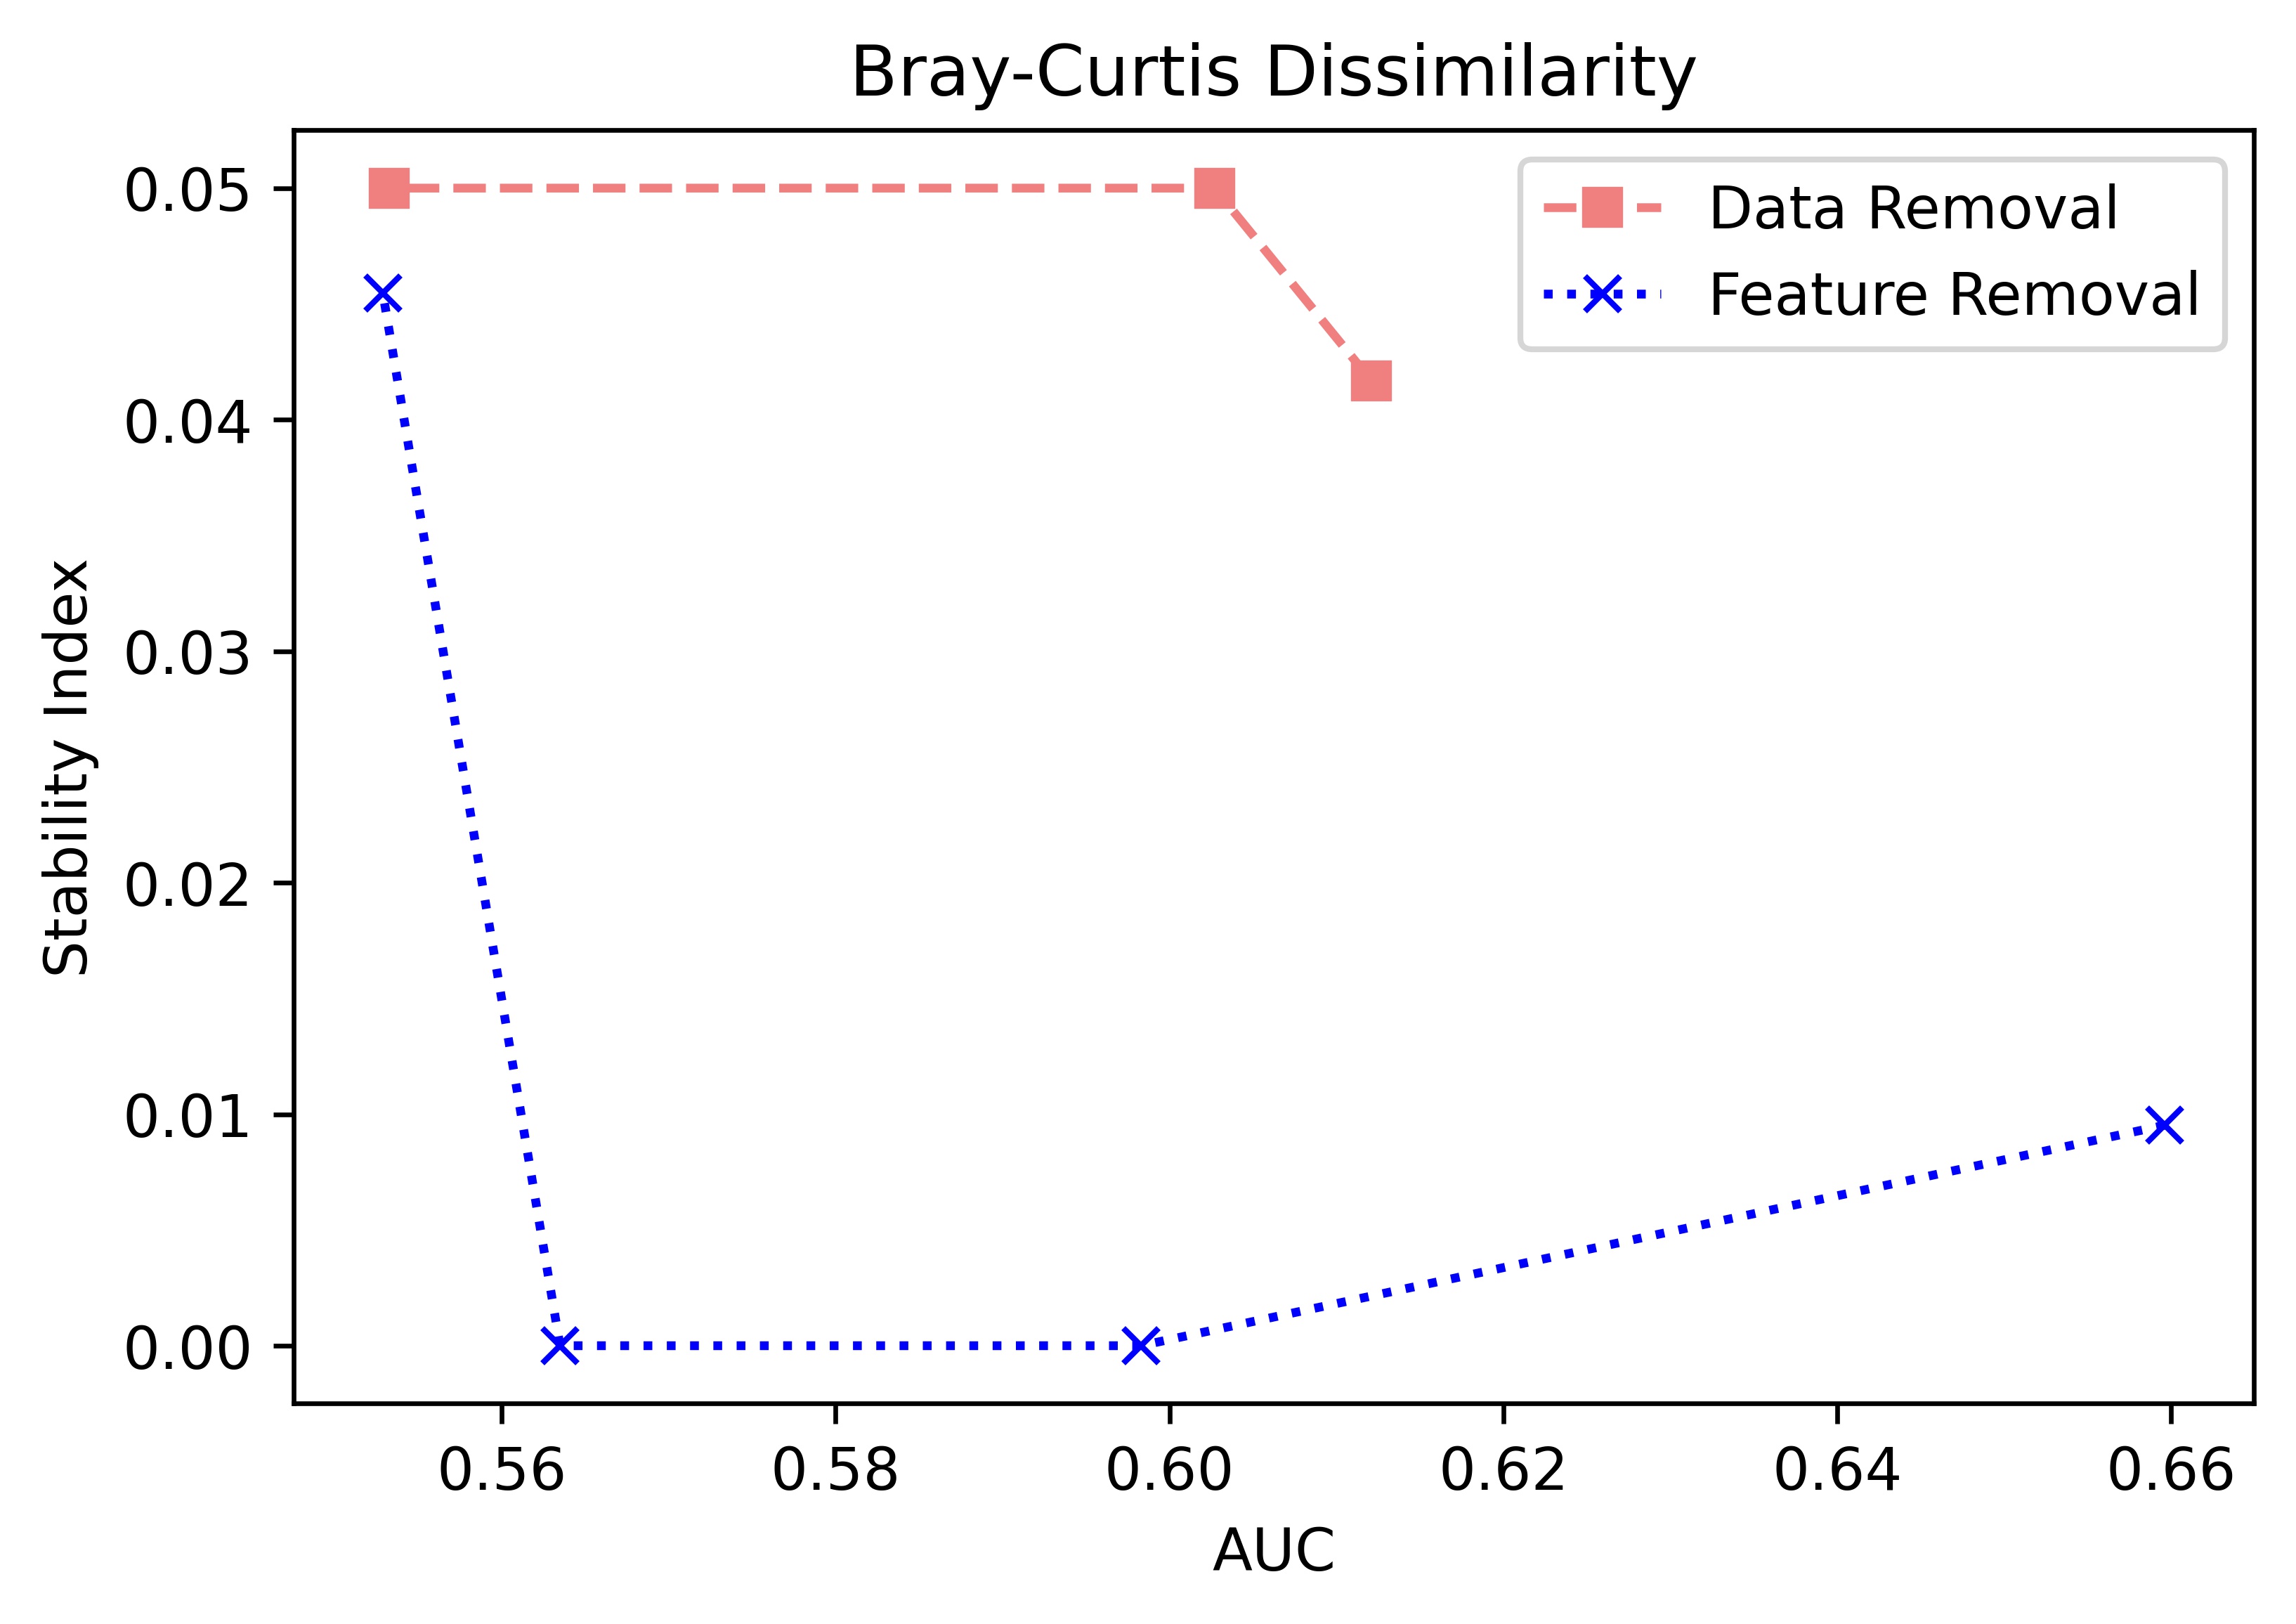 Bray-Curtis Dissimilarity
Data Removal
Feature Removal
Stability Index
0.05
0.04
0.03
0.02
0.01
0.00
0.56 0.58 0.60 0.62 0.64 0.66
AUC